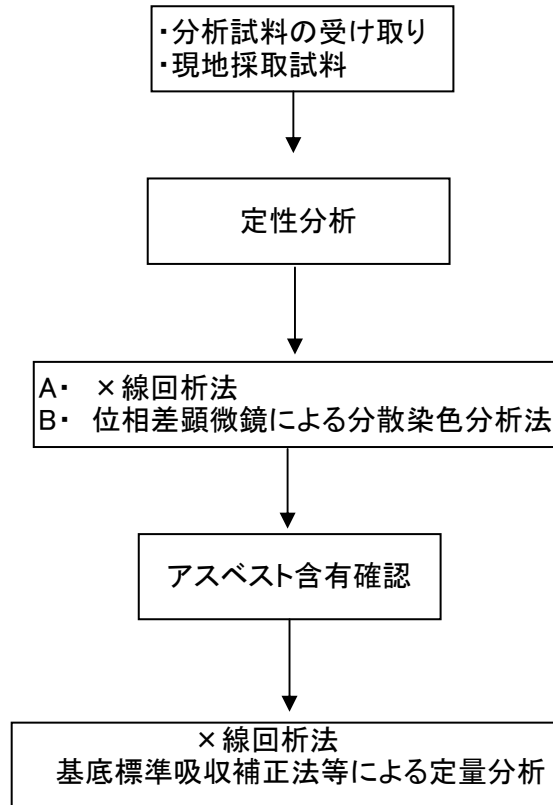 ・分析試料の受け取り
・現地採取試料
定性分析
A・ ×線回析法
B・ 位相差顕微鏡による分散染色分析法
アスベスト含有確認
×線回析法
基底標準吸収補正法等による定量分析